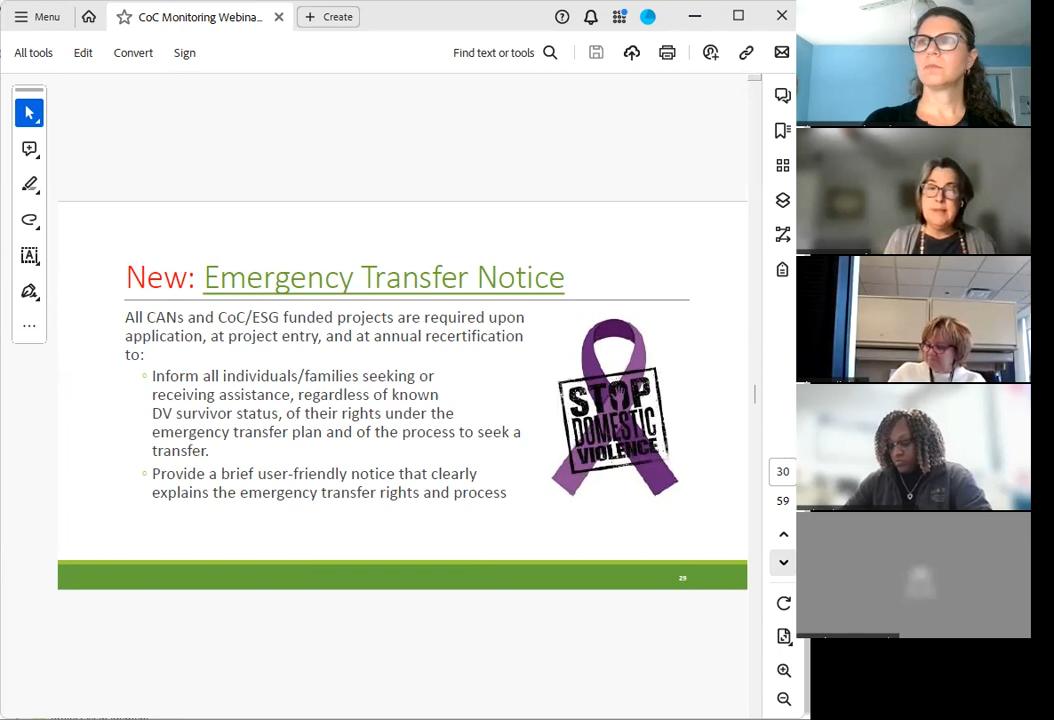 Menu
CoC Monitoring Webina...
Create
All tools
Edit
Convert
Sign
Find text or tools
New: Emergency Transfer Notice
All CANs and CoC/ESG funded projects are required upon
application, at project entry, and at annual recertification
to:
Inform all individuals/families seeking or
receiving assistance, regardless of known
DV survivor status, of their rights under the
emergency transfer plan and of the process to seek a
transfer.
Provide a brief user-friendly notice that clearly
explains the emergency transfer rights and process
STOP
DOMESTIC
VIOLENCE
29
30
59